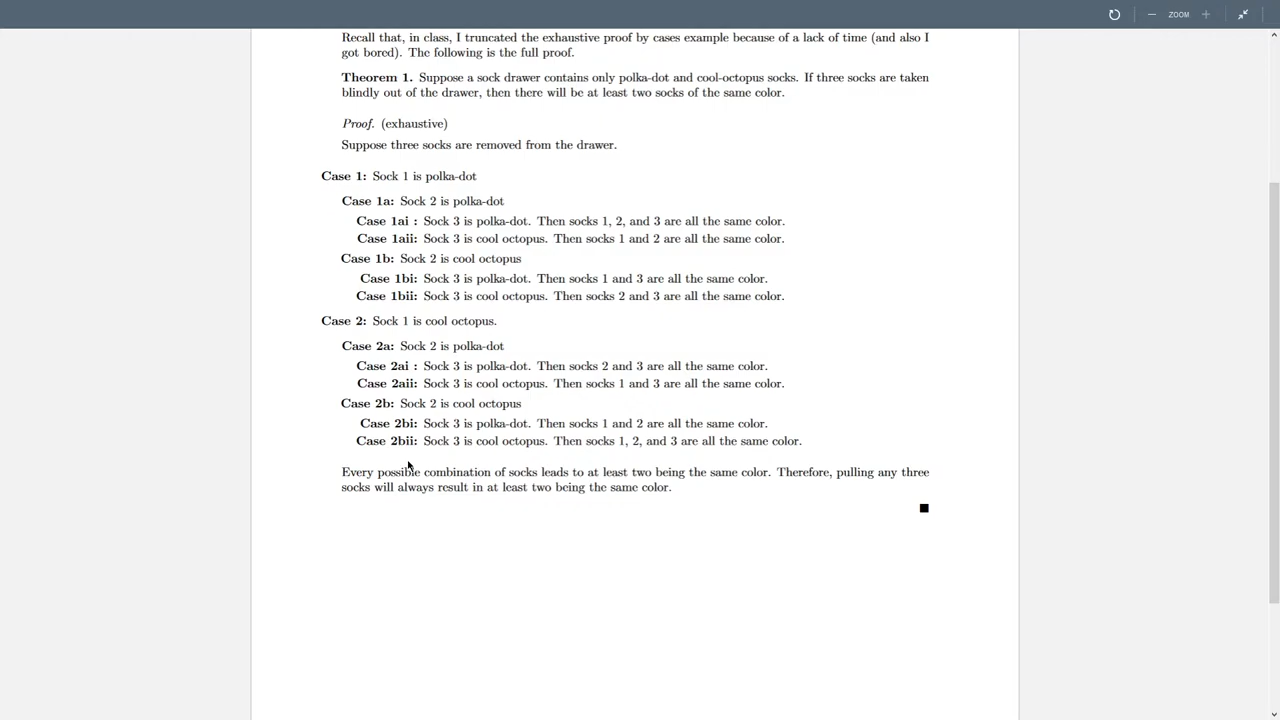 ZOOM
Recall that, in class, I truncated the exhaustive proof by cases example because of a lack of time (and also I
got bored). The following is the full proof.
Theorem 1. Suppose a sock drawer contains only polka-dot and cool-octopus socks. If three socks are taken
blindly out of the drawer, then there will be at least two socks of the same color.
Proof. (exhaustive)
Suppose three socks are removed from the drawer.
Case 1: Sock 1 is polka-dot
Case 1a: Sock 2 is polka-dot
Case 1ai : Sock 3 is polka-dot. Then socks 1, 2, and 3 are all the same color.
Case 1aii: Sock 3 is cool octopus. Then socks 1 and 2 are all the same color.
Case 1b: Sock 2 is cool octopus
Case 1bi: Sock 3 is polka-dot. Then socks 1 and 3 are all the same color.
Case 1bii: Sock 3 is cool octopus. Then socks 2 and 3 are all the same color.
Case 2: Sock 1 is cool octopus.
Case 2a: Sock 2 is polka-dot
Case 2ai : Sock 3 is polka-dot. Then socks 2 and 3 are all the same color.
Case 2aii: Sock 3 is cool octopus. Then socks 1 and 3 are all the same color.
Case 2b: Sock 2 is cool octopus
Case 2bi: Sock 3 is polka-dot. Then socks 1 and 2 are all the same color.
Case 2bii: Sock 3 is cool octopus. Then socks 1, 2, and 3 are all the same color.
Every possible combination of socks leads to at least two being the same color. Therefore, pulling any three
socks will always result in at least two being the same color.